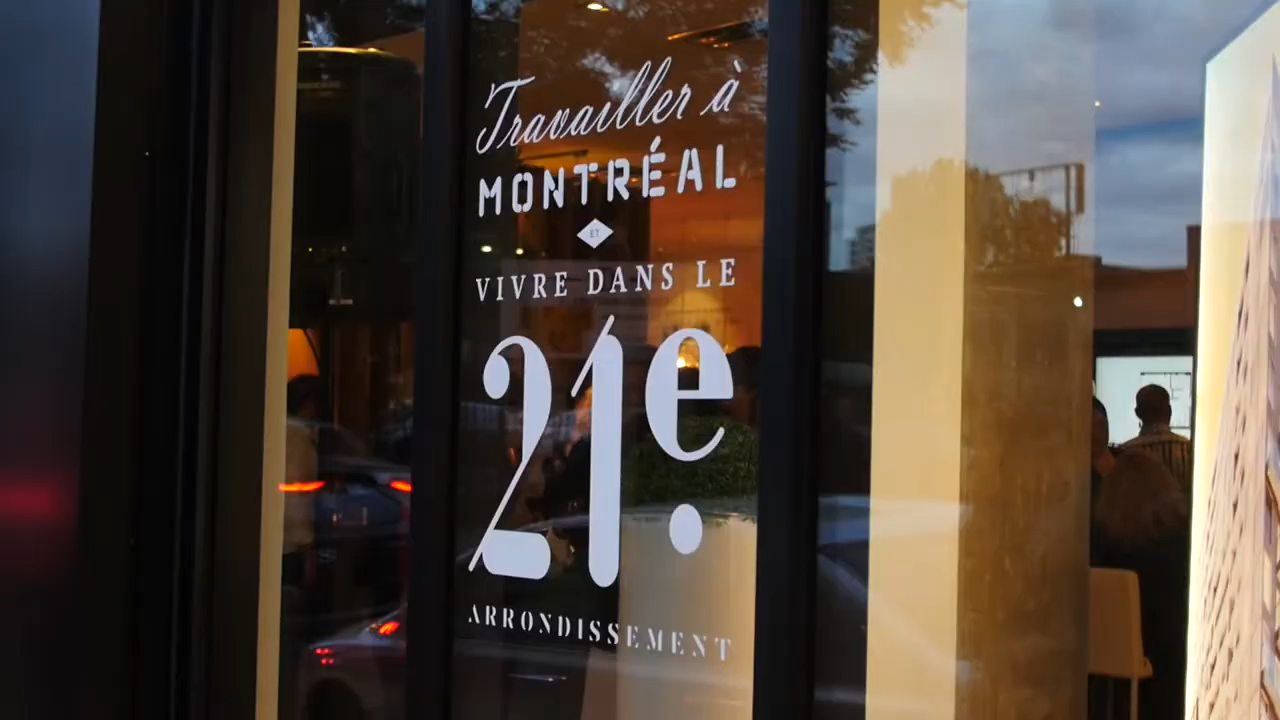 Travailler à
MONTRÉAL
ET
VIVRE DANS LE
21e.
ARRONDISSEMENT